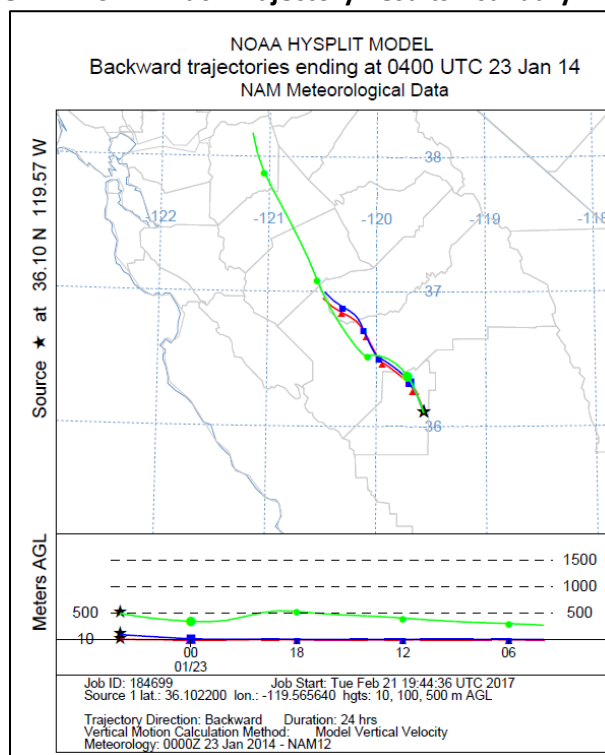 NOAA HYSPLIT MODEL
Backward trajectories ending at 0400 UTC 23 Jan 14
NAM Meteorological Data
Source ★ at 36.10 N 119.57 W
38
-122
-121
-120
-119
-118
37
36
Meters AGL
1500
1000
500
500
10
00
18
12
06
01/23
Job ID: 184699 Job Start: Tue Feb 21 19:44:36 UTC 2017
Source 1 lat.: 36.102200 lon.: -119.565640 hgts: 10, 100, 500 m AGL
Trajectory Direction: Backward Duration: 24 hrs
Vertical Motion Calculation Method: Model Vertical Velocity
Meteorology: 0000Z 23 Jan 2014 - NAM12